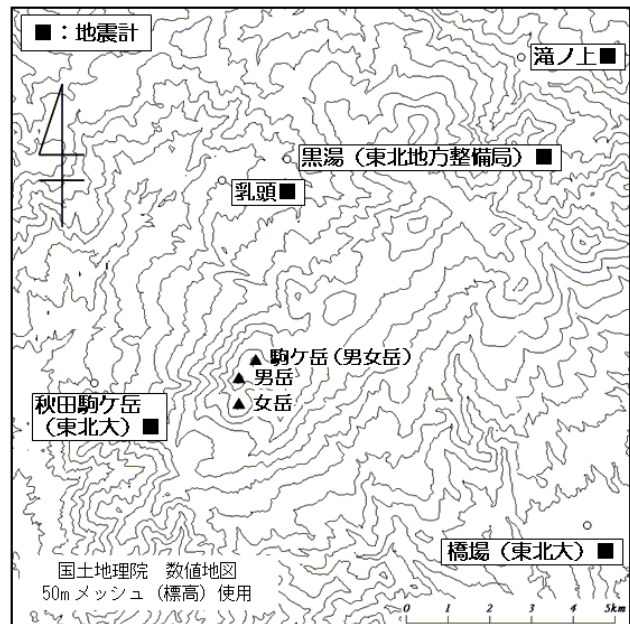 ■：地震計
滝ノ上■
黒湯（東北地方整備局）■
乳頭■
駒ケ岳（男女岳）
男岳
女岳
秋田駒ケ岳
（東北大）■
橋場（東北大）■
国土地理院　数値地図
50mメッシュ（標高）使用
0 1 2 3 4 5km